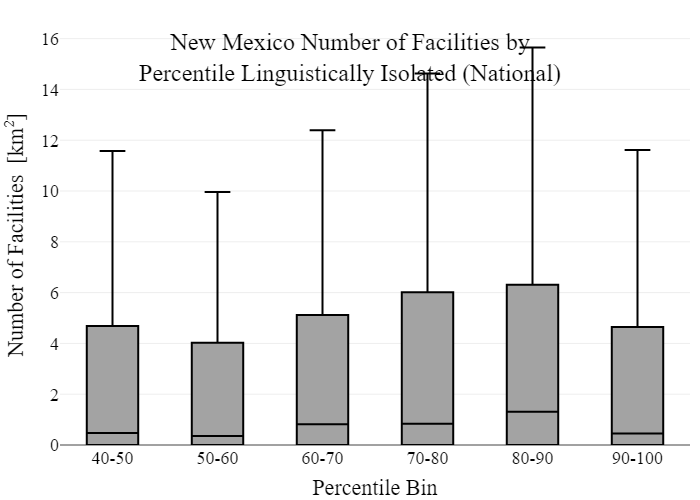 New Mexico Number of Facilities by
Percentile Linguistically Isolated (National)
Number of Facilities [km²]
16
14
12
10
8
6
4
2
0
40-50 50-60 60-70 70-80 80-90 90-100
Percentile Bin